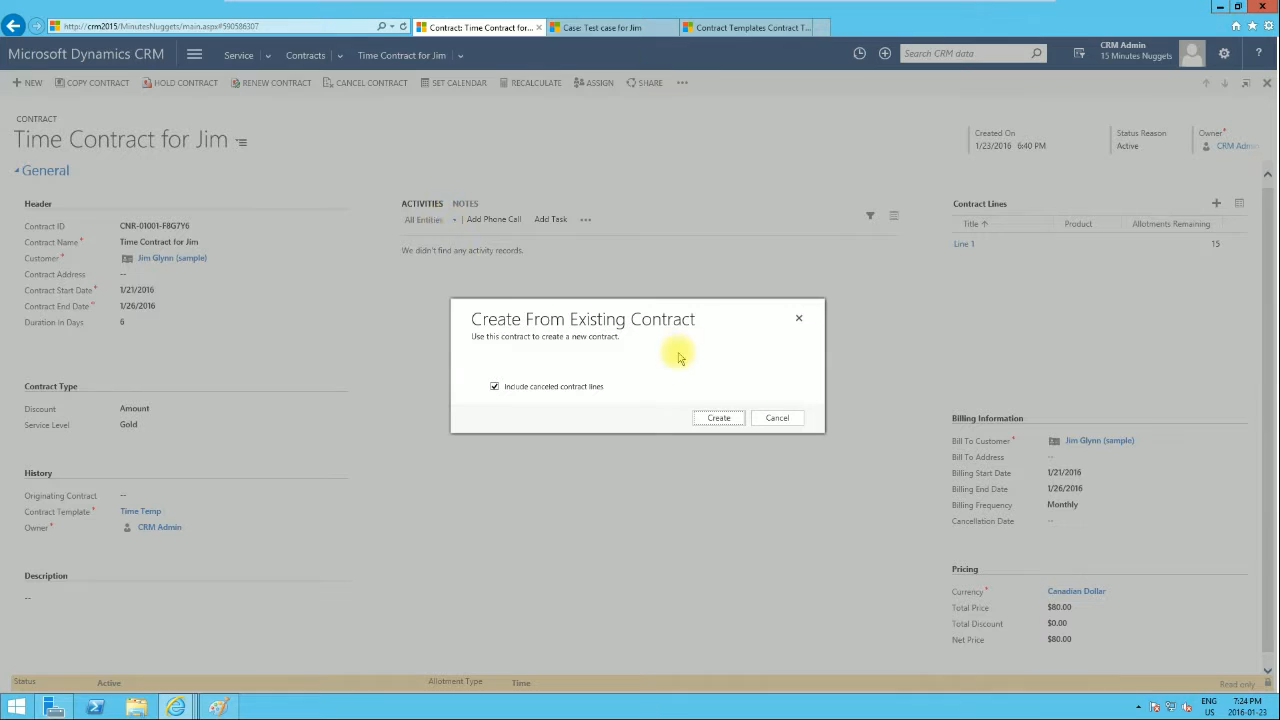 http://crm2015/MinutesNuggets/main.aspx#590586307
Contract: Time Contract for...
Case: Test case for Jim
Contract Templates Contract T...
Microsoft Dynamics CRM
Service
Contracts
Time Contract for Jim
Search CRM data
CRM Admin
15 Minutes Nuggets
?
NEW
COPY CONTRACT
HOLD CONTRACT
RENEW CONTRACT
CANCEL CONTRACT
SET CALENDAR
RECALCULATE
ASSIGN
SHARE
CONTRACT
Time Contract for Jim
Created On
1/23/2016 6:40 PM
Status Reason
Active
Owner*
CRM Admin
General
Header
Contract ID CNR-01001-F8G7Y6
Contract Name* Time Contract for Jim
Customer* Jim Glynn (sample)
Contract Address --
Contract Start Date* 1/21/2016
Contract End Date* 1/26/2016
Duration In Days 6
Contract Type
Discount Amount
Service Level Gold
History
Originating Contract --
Contract Template* Time Temp
Owner* CRM Admin
Description
--
ACTIVITIES NOTES
All Entities Add Phone Call Add Task
We didn't find any activity records.
Create From Existing Contract
Use this contract to create a new contract.
Include canceled contract lines
Create Cancel
Contract Lines
Title Product Allotments Remaining
Line 1 15
Billing Information
Bill To Customer* Jim Glynn (sample)
Bill To Address --
Billing Start Date 1/21/2016
Billing End Date 1/26/2016
Billing Frequency Monthly
Cancellation Date --
Pricing
Currency* Canadian Dollar
Total Price $80.00
Total Discount $0.00
Net Price $80.00
Status Active Allotment Type Time Read only
ENG 7:24 PM
US 2016-01-23